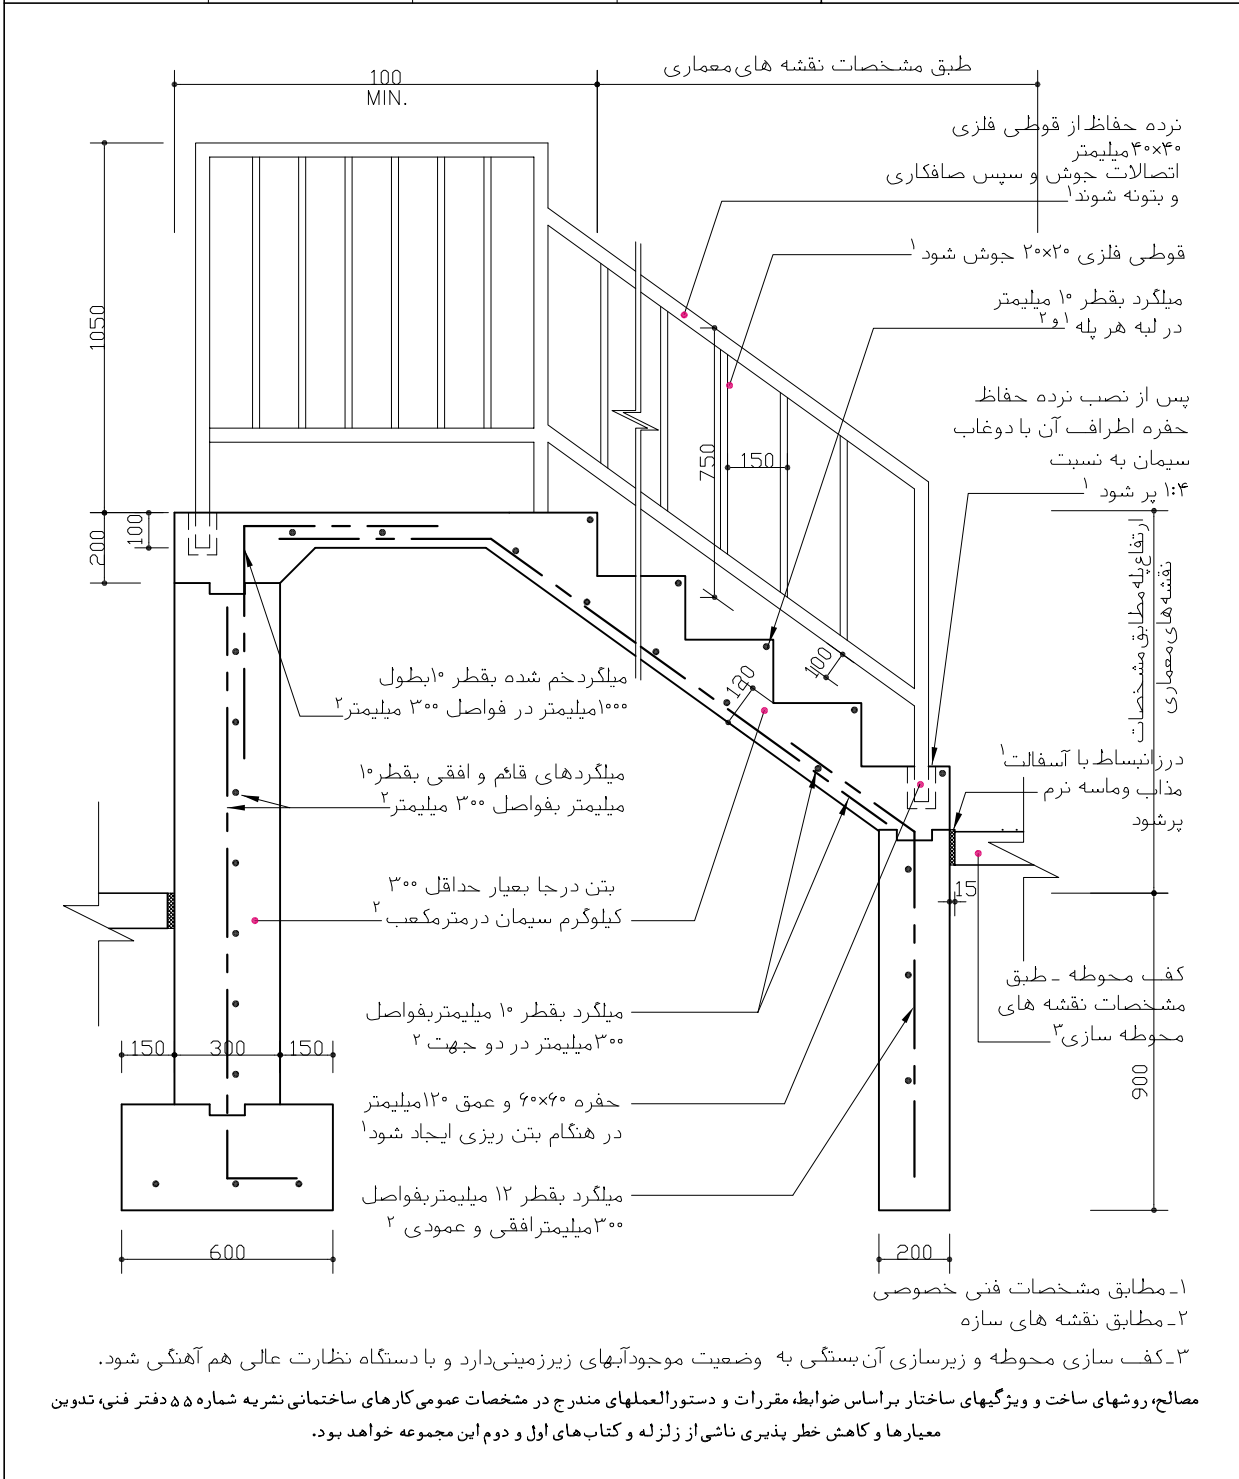 طبق مشخصات نقشه های معماری
100
MIN.
نرده حفاظ از قوطی فلزی
۴۰×۴۰میلیمتر
اتصالات جوش و سپس صافکاری
و بتونه شوند۱
قوطی فلزی ۲۰×۲۰ جوش شود ۱
میلگرد بقطر ۱۰ میلیمتر
در لبه هر پله ۱و۲
1050
پس از نصب نرده حفاظ
حفره اطراف آن با دوغاب
سیمان به نسبت
۱:۴ پر شود ۱
750
150
200
100
ارتفاع پله مطابق مشخصات
نقشه های معماری
100
120
میلگرد خم شده بقطر ۱۰بطول
۱۰۰۰میلیمتر در فواصل ۳۰۰ میلیمتر۲
میلگردهای قائم و افقی بقطر۱۰
میلیمتر بفواصل ۳۰۰ میلیمتر۲
درزانبساط با آسفالت۱
مذاب وماسه نرم
پرشود
بتن درجا بعیار حداقل ۳۰۰
کیلوگرم سیمان درمترمکعب ۲
15
کف محوطه - طبق
مشخصات نقشه های
محوطه سازی۳
میلگرد بقطر ۱۰ میلیمتربفواصل
۳۰۰میلیمتر در دو جهت ۲
150
300
150
900
حفره ۶۰×۶۰ و عمق ۱۲۰میلیمتر
در هنگام بتن ریزی ایجاد شود۱
میلگرد بقطر ۱۲ میلیمتربفواصل
۳۰۰میلیمترافقی و عمودی ۲
600
200
۱- مطابق مشخصات فنی خصوصی
۲- مطابق نقشه های سازه
۳-کف سازی محوطه و زیرسازی آن بستگی به وضعیت موجودآبهای زیرزمینی‌دارد و با دستگاه نظارت عالی هم آهنگی شود.
مصالح، روشهای ساخت و ویژگیهای ساختار براساس ضوابط، مقررات و دستورالعملهای مندرج در مشخصات عمومی کارهای ساختمانی نشریه شماره ۵۵ دفتر فنی، تدوین
معیارها و کاهش خطر پذیری ناشی از زلزله و کتاب‌های اول و دوم این مجموعه خواهد بود.